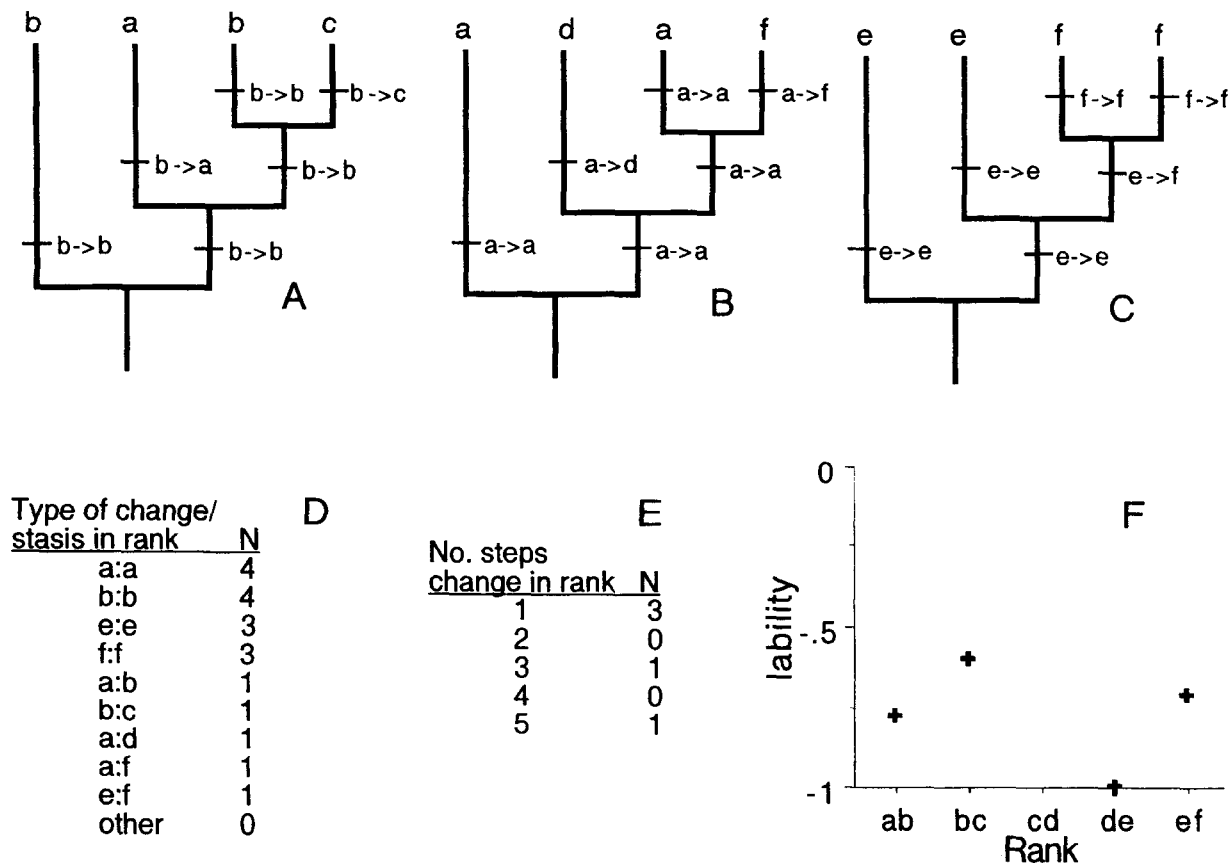 b a b c
b->b b->c
b->a b->b
b->b b->b
A
a d a f
a->a a->f
a->d a->a
a->a a->a
B
e e f f
f->f f->f
e->e e->f
e->e e->e
C
D
Type of change/
stasis in rank N
a:a 4
b:b 4
e:e 3
f:f 3
a:b 1
b:c 1
a:d 1
a:f 1
e:f 1
other 0
E
No. steps
change in rank N
1 3
2 0
3 1
4 0
5 1
F
0
-.5
-1
lability
ab bc cd de ef
Rank